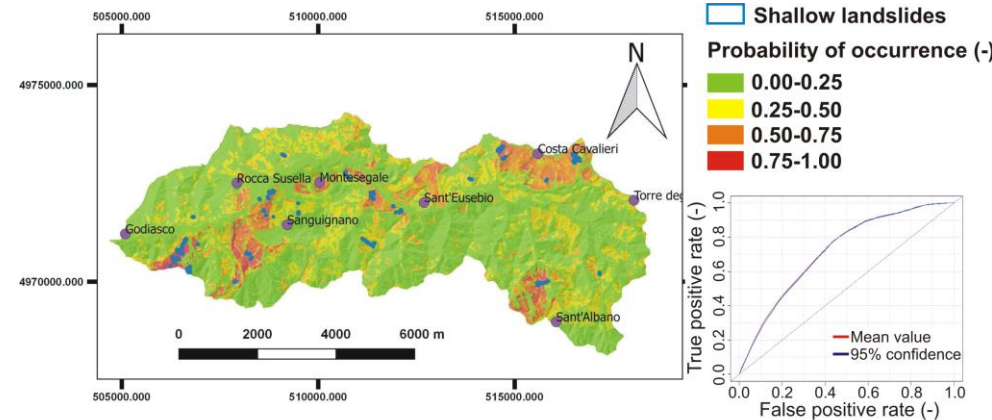 505000.000
510000.000
515000.000
4975000.000
4970000.000
N
Costa Cavalieri
Rocca Susella
Montesegale
Torre deg
Sant'Eusebio
Sanguignano
Godiasco
Sant'Albano
0 2000 4000 6000 m
505000.000
510000.000
515000.000
Shallow landslides
Probability of occurrence (-)
0.00-0.25
0.25-0.50
0.50-0.75
0.75-1.00
True positive rate (-)
1.0
0.8
0.6
0.4
0.2
0.0
Mean value
95% confidence
0.0 0.2 0.4 0.6 0.8 1.0
False positive rate (-)